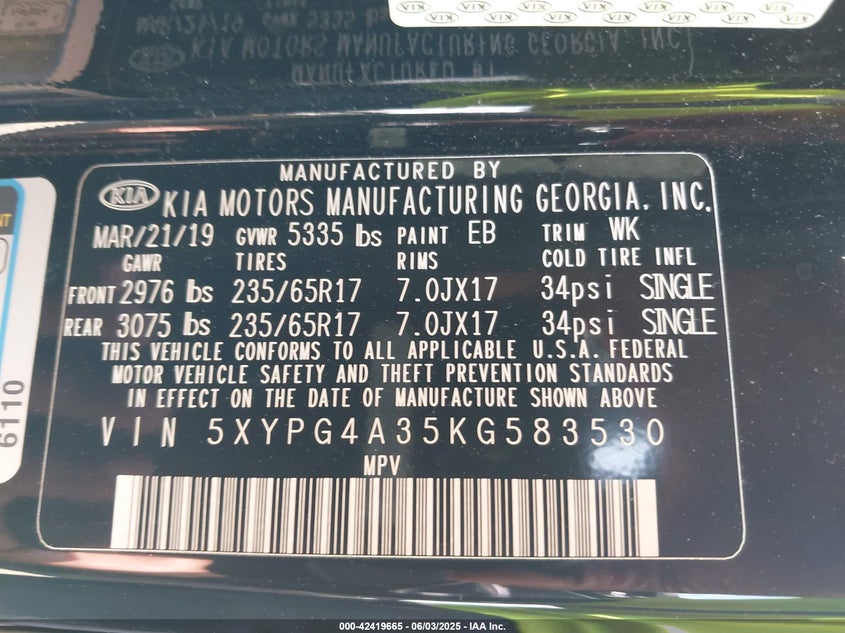 MANUFACTURED BY
KIA KIA MOTORS MANUFACTURING GEORGIA, INC.
MAR/21/19 GVWR 5335 lbs PAINT EB TRIM WK
GAWR TIRES RIMS COLD TIRE INFL
FRONT 2976 lbs 235/65R17 7.0JX17 34psi SINGLE
REAR 3075 lbs 235/65R17 7.0JX17 34psi SINGLE
THIS VEHICLE CONFORMS TO ALL APPLICABLE U.S.A. FEDERAL
MOTOR VEHICLE SAFETY AND THEFT PREVENTION STANDARDS
IN EFFECT ON THE DATE OF MANUFACTURE SHOWN ABOVE
VIN 5XYPG4A35KG583530
MPV
6110
000-42419665 - 06/03/2025 - IAA Inc.